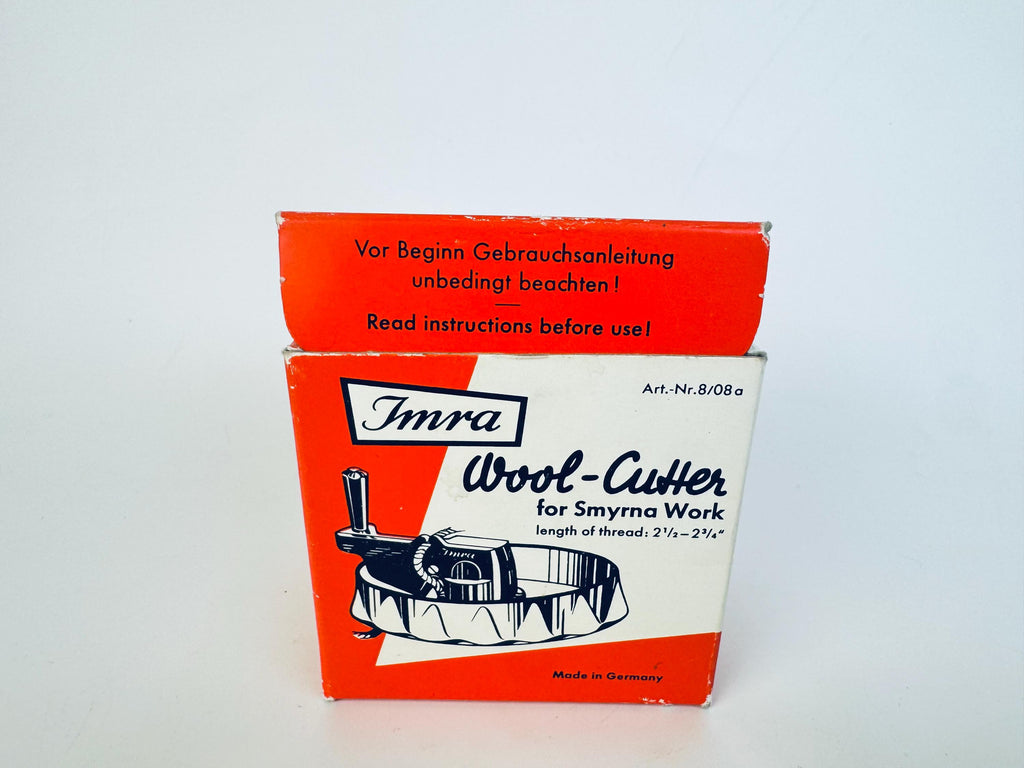 Vor Beginn Gebrauchsanleitung
unbedingt beachten!
Read instructions before use!
Art.-Nr.8/08a
Imra
Wool-Cutter
for Smyrna Work
length of thread: 2 1/2 – 2 3/4"
Imra
Made in Germany